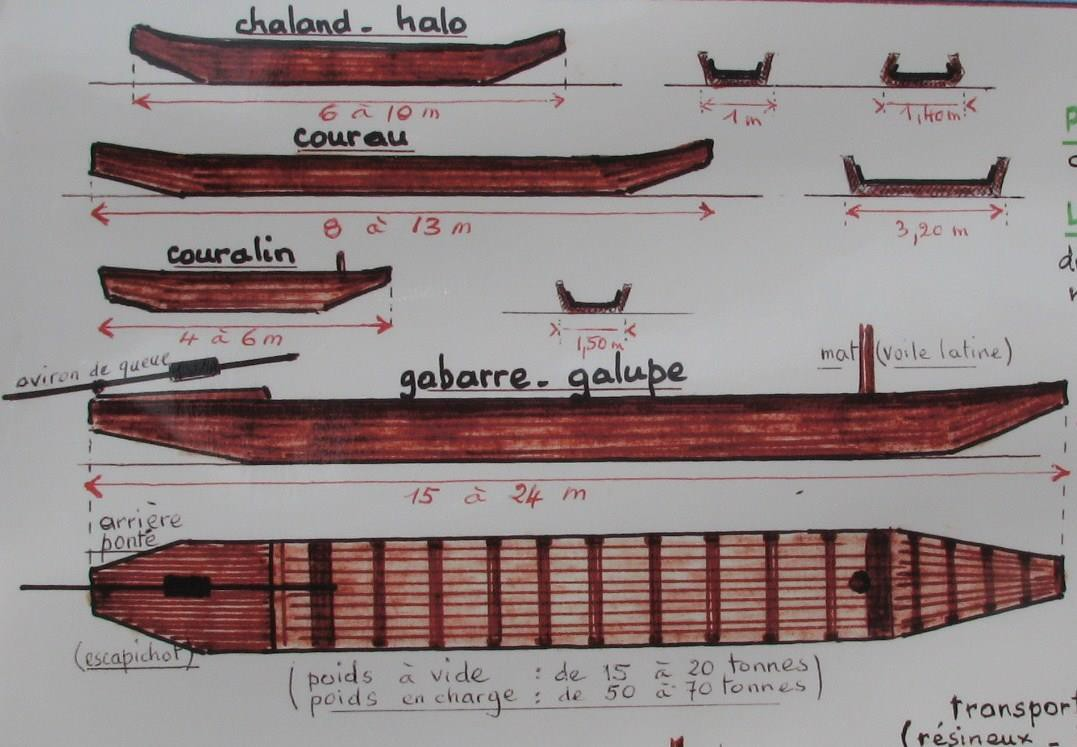 chaland - halo
6 à 10 m
1 m
1,40 m
courau
8 à 13 m
3,20 m
couralin
4 à 6 m
1,50 m
aviron de queue
gabarre - galupe
mat (voile latine)
15 à 24 m
arrière
ponté
(escapichot)
(poids à vide : de 15 à 20 tonnes)
(poids en charge : de 50 à 70 tonnes)
transport
(résineux -